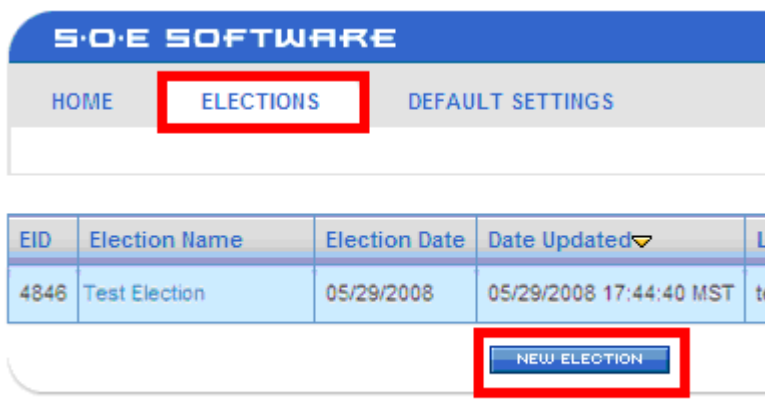 S·O·E SOFTWARE
HOME ELECTIONS DEFAULT SETTINGS
EID Election Name Election Date Date Updated
4846 Test Election 05/29/2008 05/29/2008 17:44:40 MST
NEW ELECTION